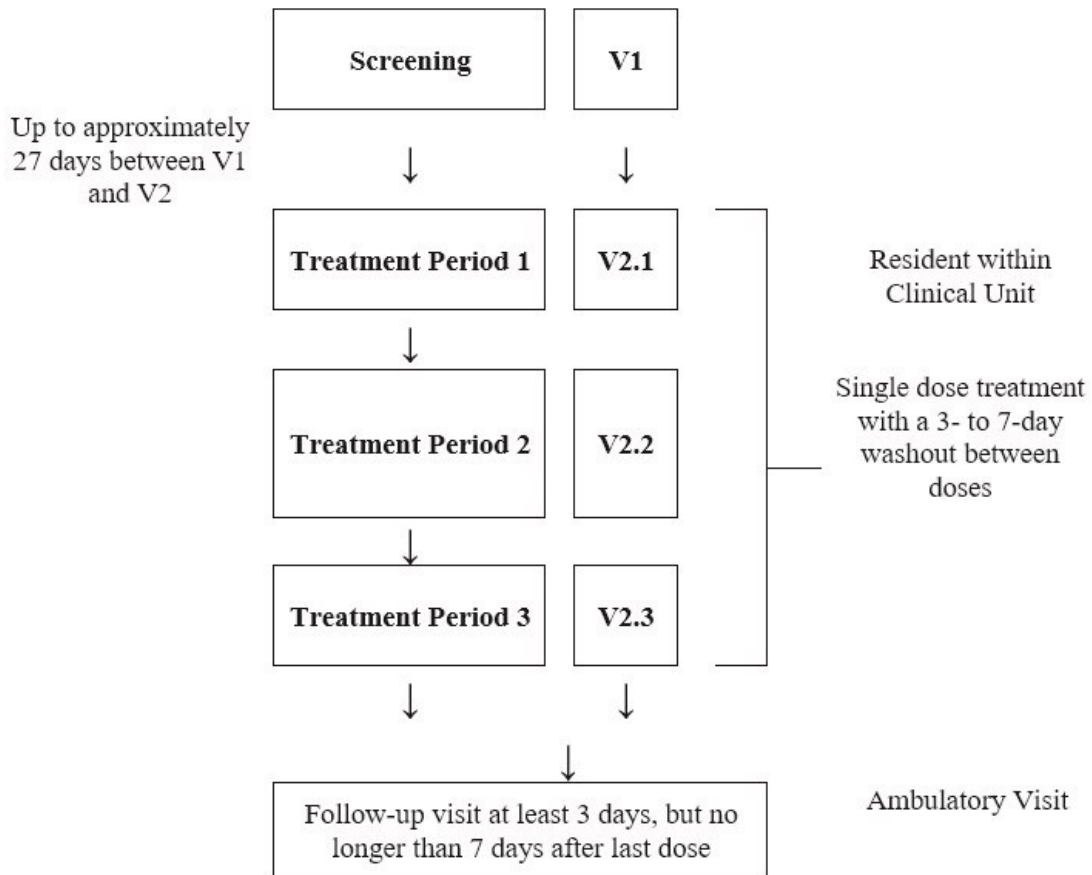 Screening
V1
Up to approximately
27 days between V1
and V2
↓
↓
Treatment Period 1
V2.1
Resident within
Clinical Unit
↓
Treatment Period 2
V2.2
Single dose treatment
with a 3- to 7-day
washout between
doses
↓
Treatment Period 3
V2.3
↓
↓
↓
Follow-up visit at least 3 days, but no
longer than 7 days after last dose
Ambulatory Visit